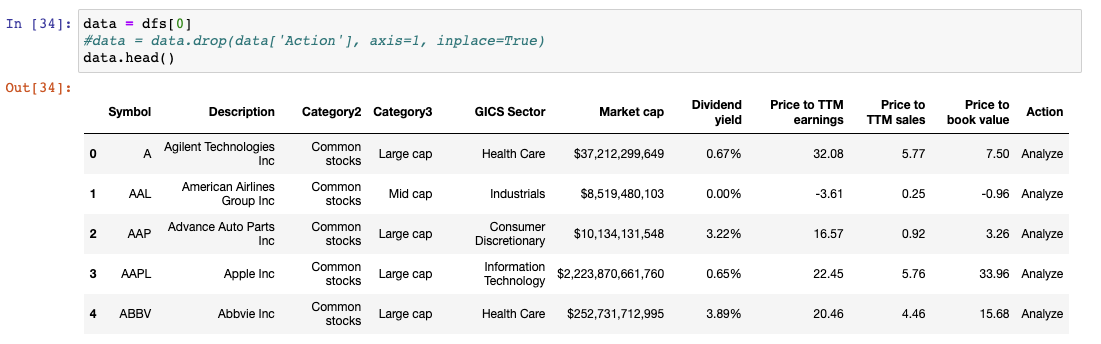 In [34]: data = dfs[0]
#data = data.drop(data['Action'], axis=1, inplace=True)
data.head()
Out[34]:
Symbol Description Category2 Category3 GICS Sector Market cap Dividend yield Price to TTM earnings Price to TTM sales Price to book value Action
0 A Agilent Technologies Inc Common stocks Large cap Health Care $37,212,299,649 0.67% 32.08 5.77 7.50 Analyze
1 AAL American Airlines Group Inc Common stocks Mid cap Industrials $8,519,480,103 0.00% -3.61 0.25 -0.96 Analyze
2 AAP Advance Auto Parts Inc Common stocks Large cap Consumer Discretionary $10,134,131,548 3.22% 16.57 0.92 3.26 Analyze
3 AAPL Apple Inc Common stocks Large cap Information Technology $2,223,870,661,760 0.65% 22.45 5.76 33.96 Analyze
4 ABBV Abbvie Inc Common stocks Large cap Health Care $252,731,712,995 3.89% 20.46 4.46 15.68 Analyze